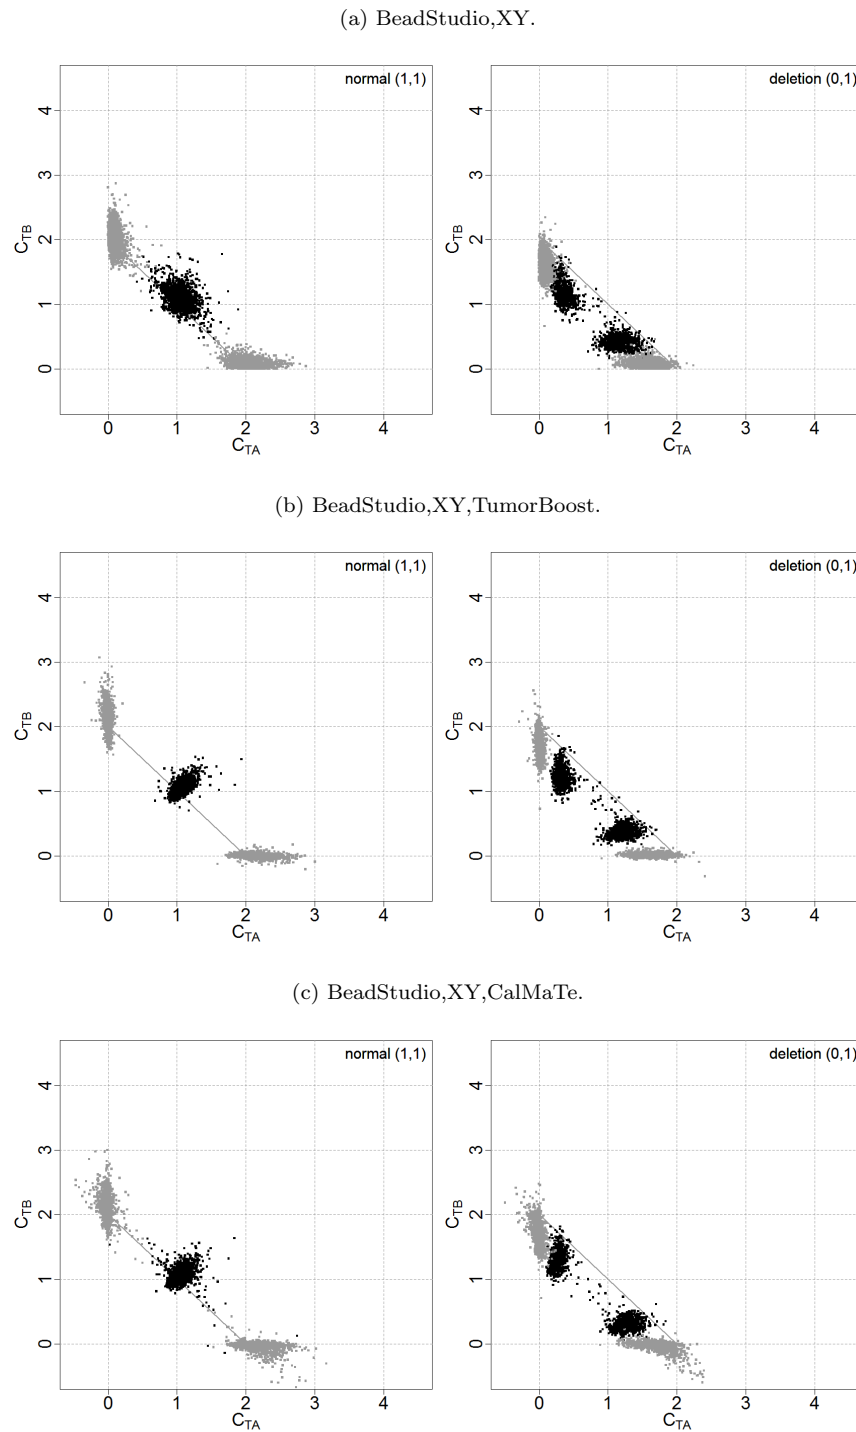 (a) BeadStudio,XY.
normal (1,1)
deletion (0,1)
4
3
2
1
0
C_TB
0 1 2 3 4
C_TA
4
3
2
1
0
C_TB
0 1 2 3 4
C_TA
(b) BeadStudio,XY,TumorBoost.
normal (1,1)
deletion (0,1)
4
3
2
1
0
C_TB
0 1 2 3 4
C_TA
4
3
2
1
0
C_TB
0 1 2 3 4
C_TA
(c) BeadStudio,XY,CalMaTe.
normal (1,1)
deletion (0,1)
4
3
2
1
0
C_TB
0 1 2 3 4
C_TA
4
3
2
1
0
C_TB
0 1 2 3 4
C_TA